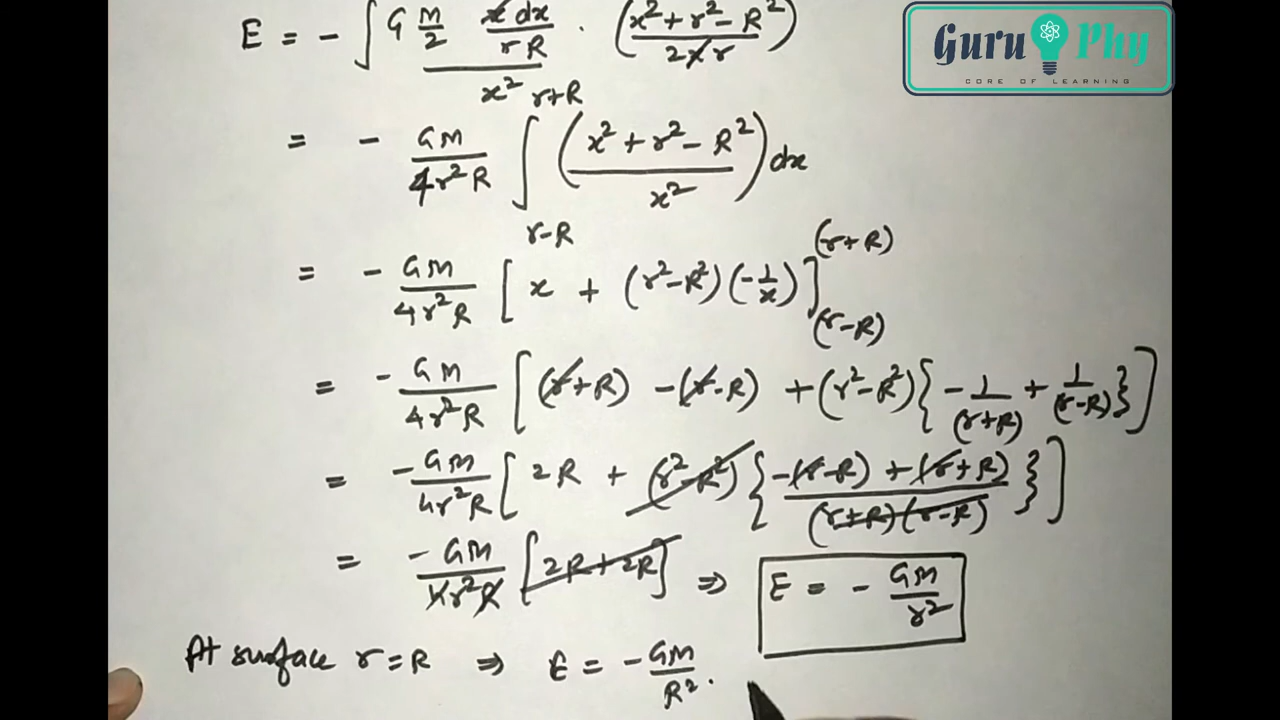 Guru Phy
CORE OF LEARNING
E = - ∫ G M/2 (x dx / rR) / x² · ((x² + r² - R²) / 2xr)
= - GM/4r²R ∫_{r-R}^{r+R} ((x² + r² - R²) / x²) dx
= - GM/4r²R [x + (r² - R²)(-1/x)]_{(r-R)}^{(r+R)}
= - GM/4r²R [(r+R) - (r-R) + (r² - R²){- 1/(r+R) + 1/(r-R)}]
= - GM/4r²R [2R + (r² - R²){(-(r-R) + (r+R)) / ((r+R)(r-R))}]
= - GM/4r²R [2R + 2R] ⇒ E = - GM/r²
At surface r = R ⇒ E = - GM/R².